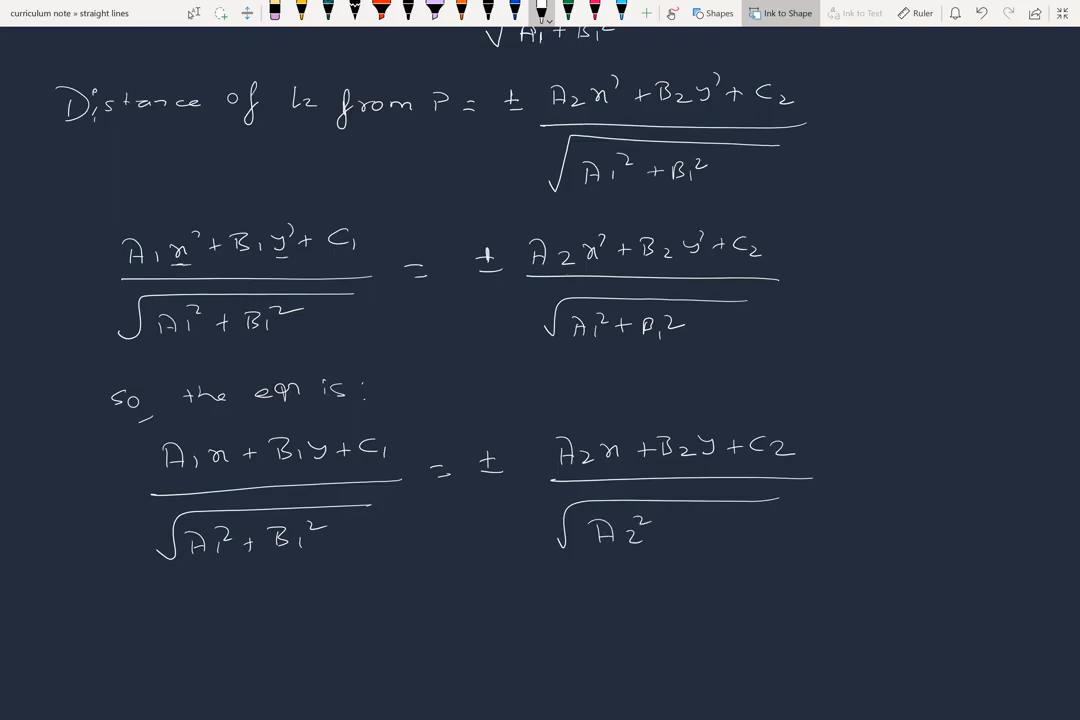 curriculum note » straight lines
Shapes Ink to Shape Ink to Text Ruler
√A₁ + B₁²
Distance of L₂ from P = ± (A₂x' + B₂y' + C₂) / √(A₁² + B₁²)
(A₁x' + B₁y' + C₁) / √(A₁² + B₁²) = ± (A₂x' + B₂y' + C₂) / √(A₁² + B₁²)
so, the eqn is:
(A₁x + B₁y + C₁) / √(A₁² + B₁²) = ± (A₂x + B₂y + C₂) / √(A₂²